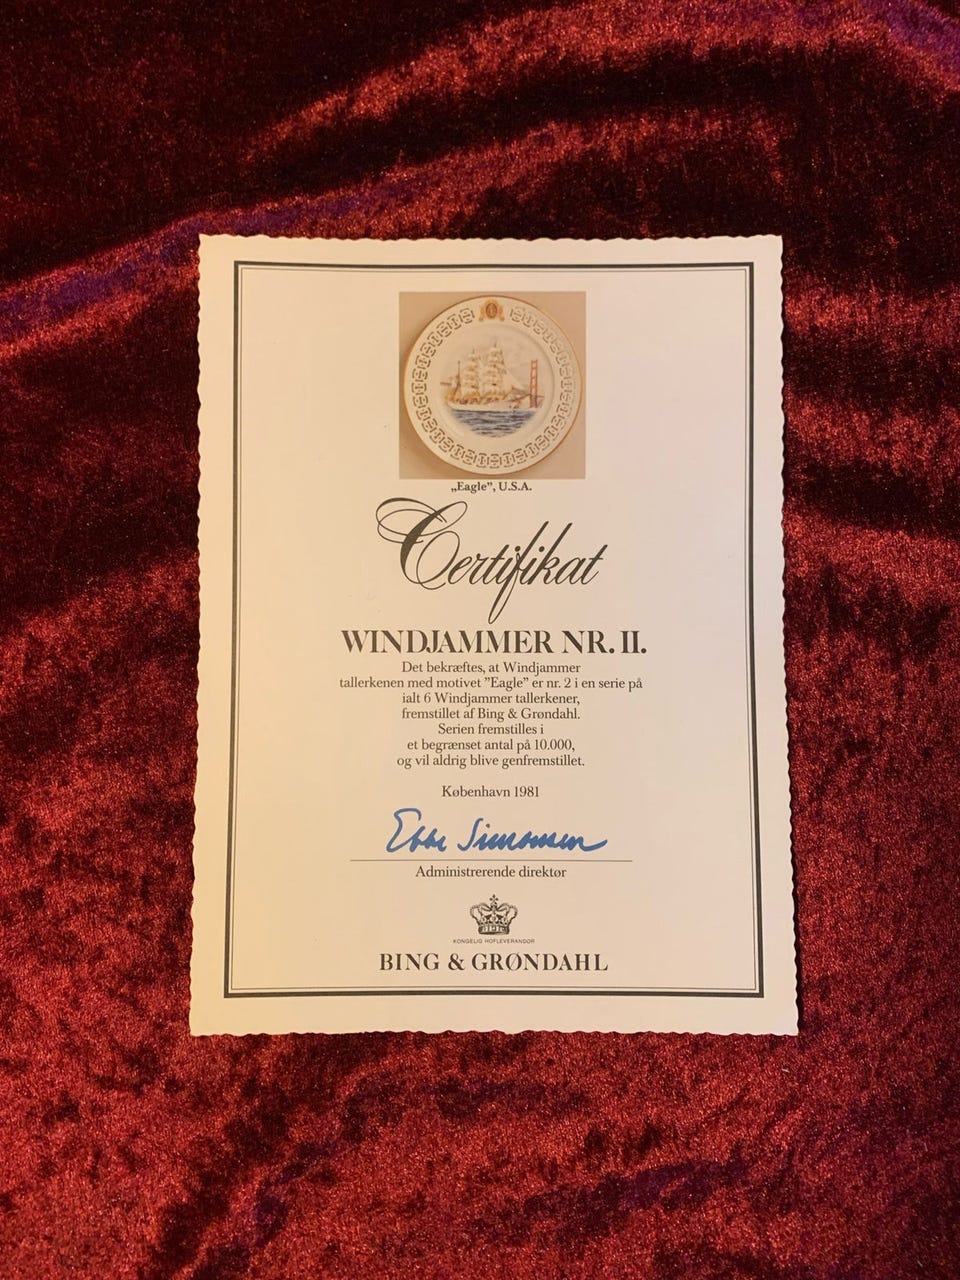 „Eagle”, U.S.A.
Certifikat
WINDJAMMER NR. II.
Det bekræftes, at Windjammer
tallerkenen med motivet ”Eagle” er nr. 2 i en serie på
ialt 6 Windjammer tallerkener,
fremstillet af Bing & Grøndahl.
Serien fremstilles i
et begrænset antal på 10.000,
og vil aldrig blive genfremstillet.
København 1981
Ebbe Simonsen
Administrerende direktør
KONGELIG HOFLEVERANDØR
BING & GRØNDAHL